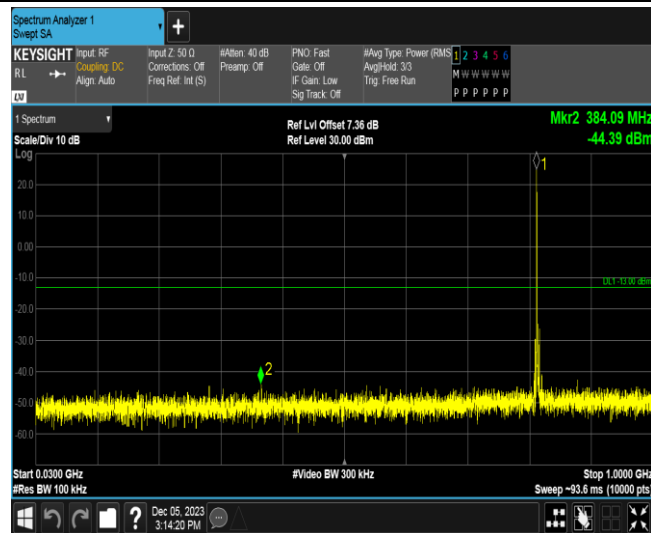 Spectrum Analyzer 1
Swept SA
+
KEYSIGHT
R L
LXI
Input: RF
Coupling: DC
Align: Auto
Input Z: 50 Ω
Corrections: Off
Freq Ref: Int (S)
#Atten: 40 dB
Preamp: Off
PNO: Fast
Gate: Off
IF Gain: Low
Sig Track: Off
#Avg Type: Power (RMS
Avg|Hold: 3/3
Trig: Free Run
1 2 3 4 5 6
M W W W W W
P P P P P P
1 Spectrum
Scale/Div 10 dB
Log
Ref Lvl Offset 7.36 dB
Ref Level 30.00 dBm
Mkr2 384.09 MHz
-44.39 dBm
1
20.0
10.0
0.00
-10.0
DL1 -13.00 dBm
-20.0
-30.0
-40.0
2
-50.0
-60.0
Start 0.0300 GHz
#Res BW 100 kHz
#Video BW 300 kHz
Stop 1.0000 GHz
Sweep ~93.6 ms (10000 pts)
?
Dec 05, 2023
3:14:20 PM